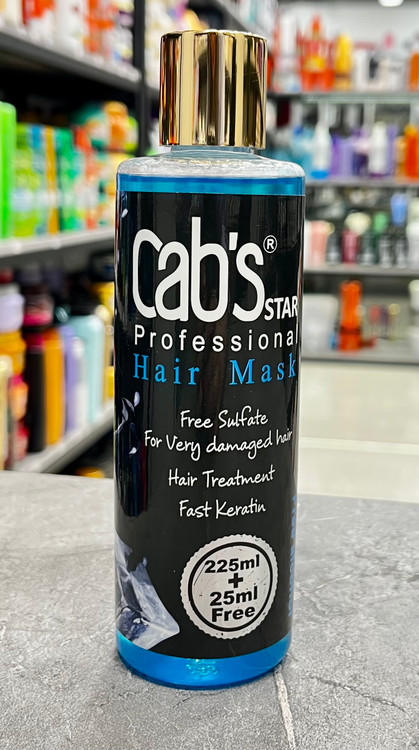 Cab's®
STAR
Professional
Hair Mask
Free Sulfate
For Very damaged hair
Hair Treatment
Fast Keratin
225ml
+
25ml
Free